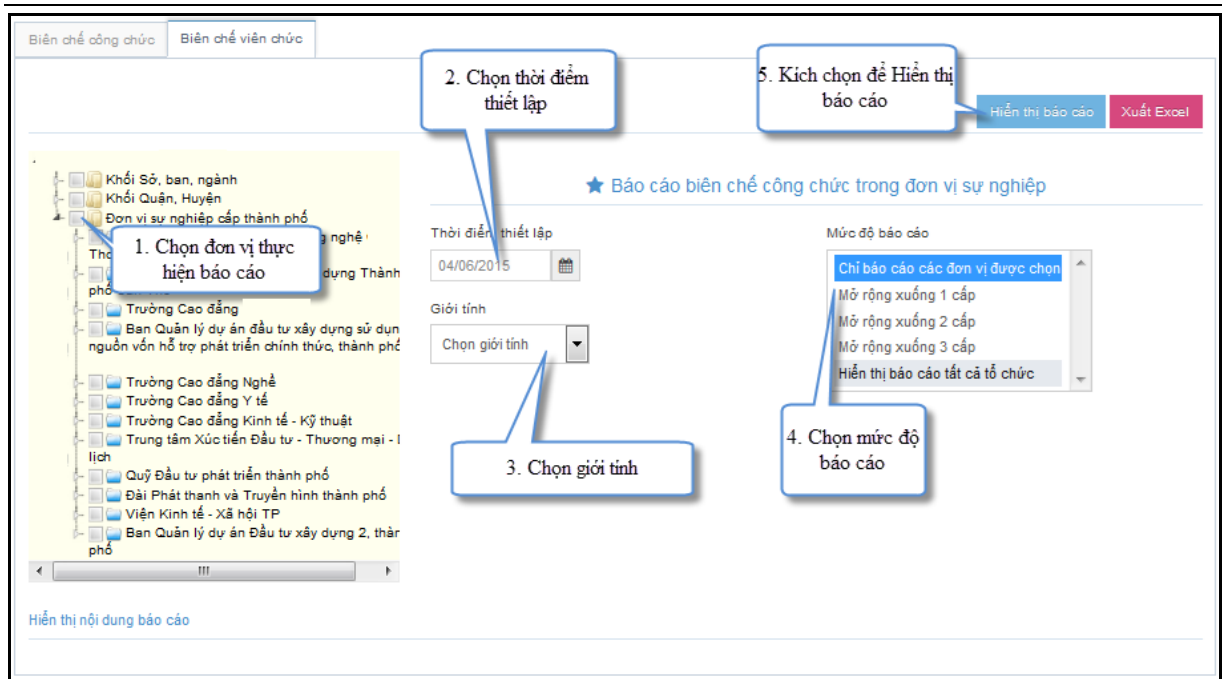 Biên chế công chức
Biên chế viên chức
2. Chọn thời điểm
thiết lập
5. Kích chọn để Hiển thị
báo cáo
Hiển thị báo cáo
Xuất Excel
Khối Sở, ban, ngành
Khối Quận, Huyện
Đơn vị sự nghiệp cấp thành phố
g nghệ
1. Chọn đơn vị thực
hiện báo cáo
dựng Thành
Trường Cao đẳng
Ban Quản lý dự án đầu tư xây dựng sử dụn
nguồn vốn hỗ trợ phát triển chính thức, thành phố
Trường Cao đẳng Nghề
Trường Cao đẳng Y tế
Trường Cao đẳng Kinh tế - Kỹ thuật
Trung tâm Xúc tiến Đầu tư - Thương mại -
lịch
Quỹ Đầu tư phát triển thành phố
Đài Phát thanh và Truyền hình thành phố
Viện Kinh tế - Xã hội TP
Ban Quản lý dự án Đầu tư xây dựng 2, thàn
phố
★ Báo cáo biên chế công chức trong đơn vị sự nghiệp
Thời điểm thiết lập
04/06/2015
Giới tính
Chọn giới tính
3. Chọn giới tính
Mức độ báo cáo
Chỉ báo cáo các đơn vị được chọn
Mở rộng xuống 1 cấp
Mở rộng xuống 2 cấp
Mở rộng xuống 3 cấp
Hiển thị báo cáo tất cả tổ chức
4. Chọn mức độ
báo cáo
Hiển thị nội dung báo cáo